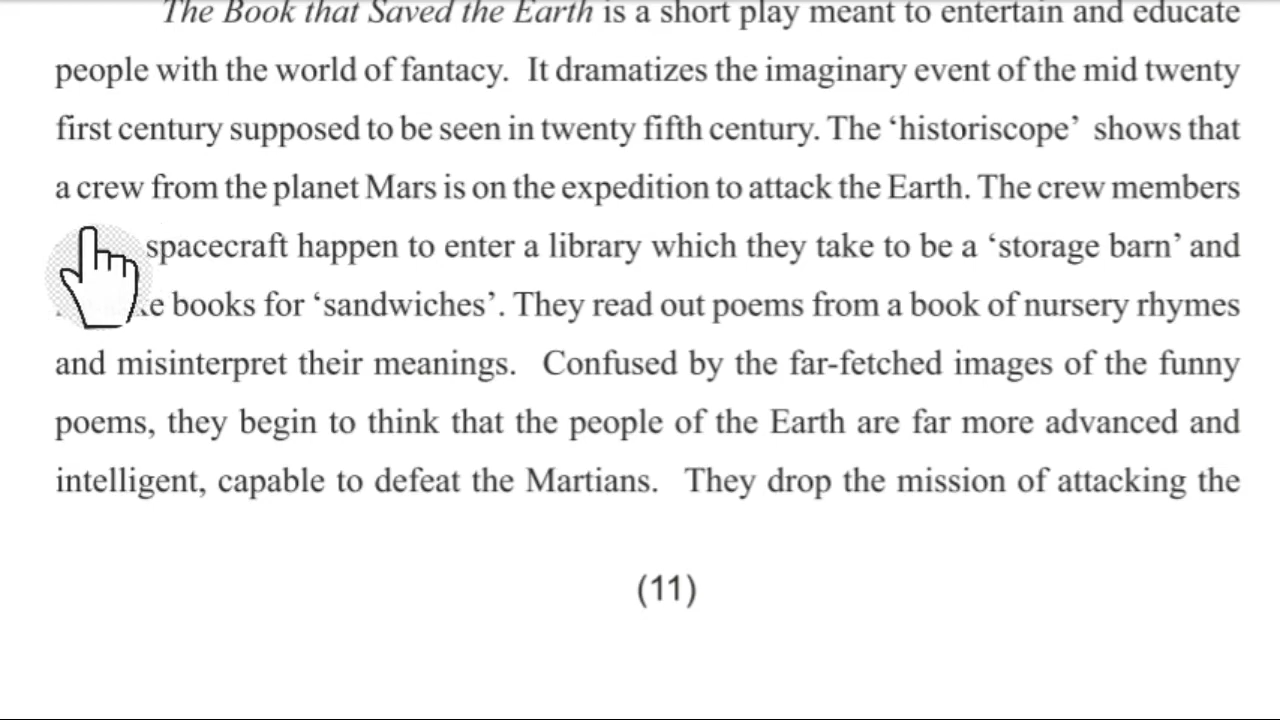 The Book that Saved the Earth is a short play meant to entertain and educate
people with the world of fantacy. It dramatizes the imaginary event of the mid twenty
first century supposed to be seen in twenty fifth century. The ‘historiscope’ shows that
a crew from the planet Mars is on the expedition to attack the Earth. The crew members
spacecraft happen to enter a library which they take to be a ‘storage barn’ and
books for ‘sandwiches’. They read out poems from a book of nursery rhymes
and misinterpret their meanings. Confused by the far-fetched images of the funny
poems, they begin to think that the people of the Earth are far more advanced and
intelligent, capable to defeat the Martians. They drop the mission of attacking the
(11)